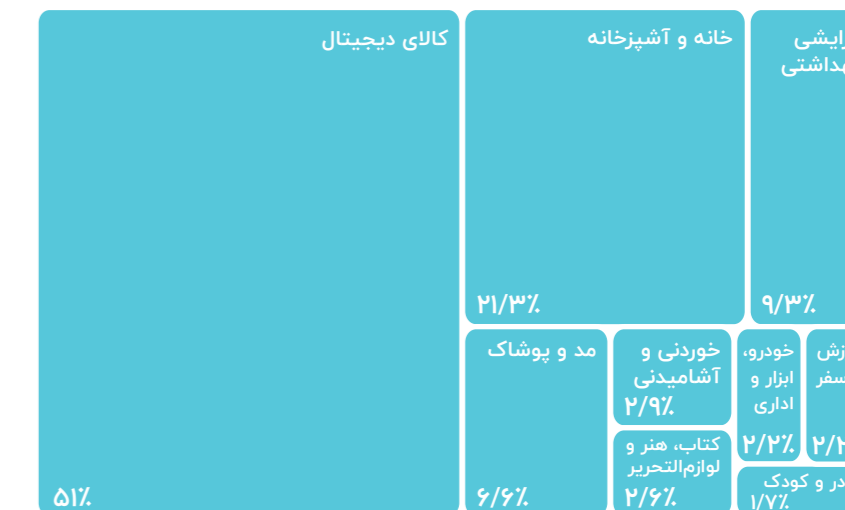 کالای دیجیتال
۵۱٪
خانه و آشپزخانه
۲۱/۳٪
۹/۳٪
مد و پوشاک
۶/۶٪
خوردنی و
آشامیدنی
۲/۹٪
کتاب، هنر و
لوازم‌التحریر
۲/۶٪
خودرو،
ابزار و
اداری
۲/۲٪
سفر
و کودک
۱/۷٪